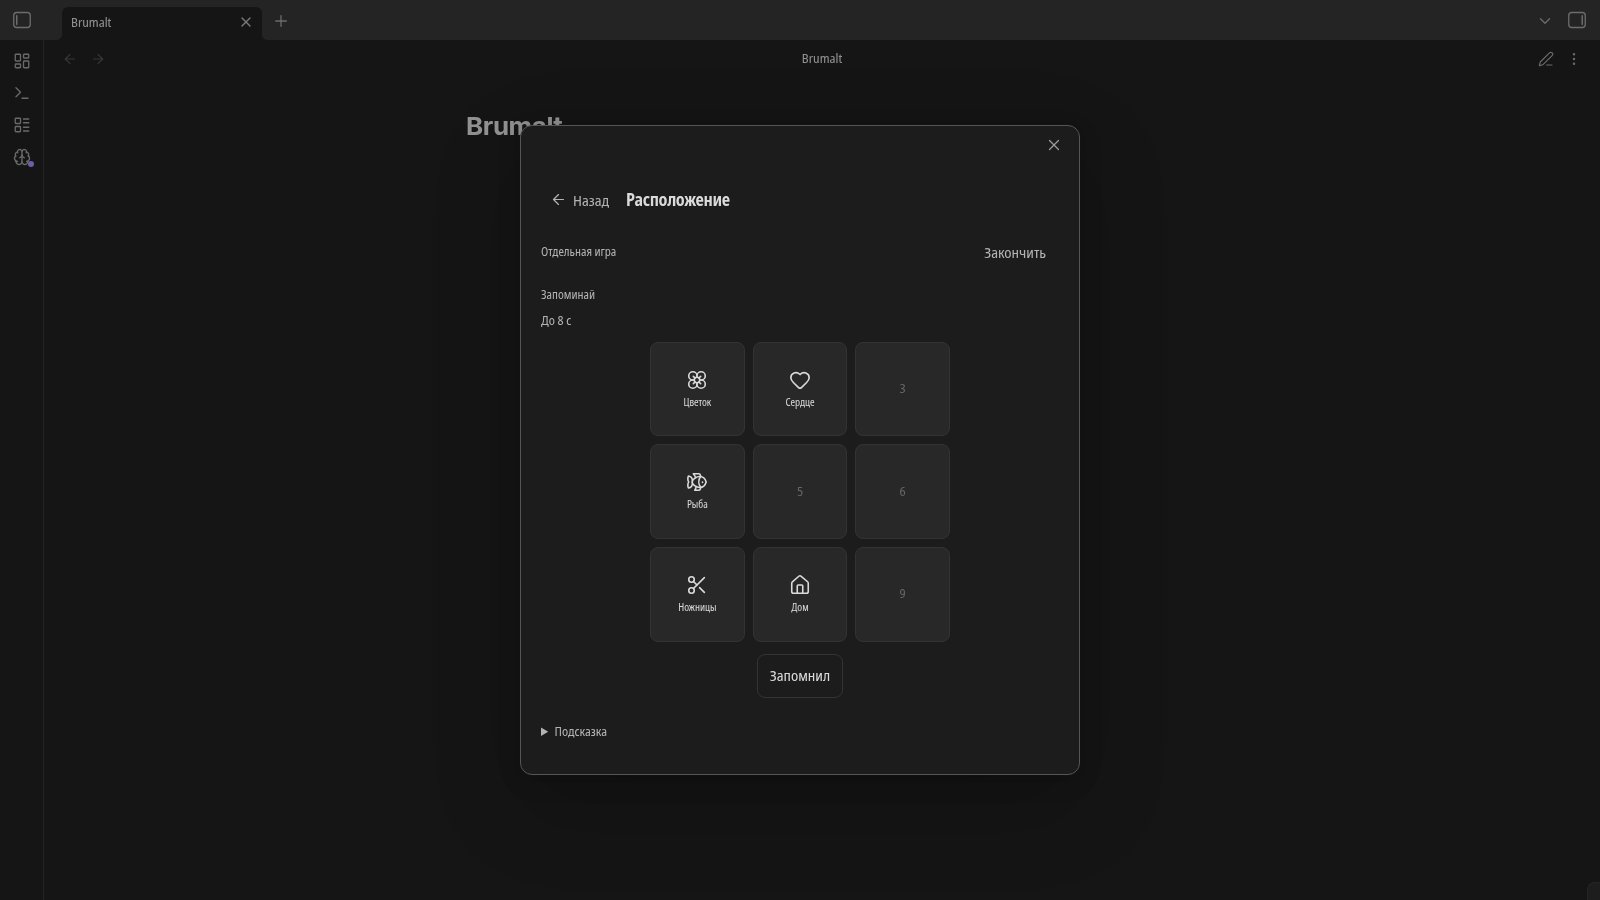 Brumalt
Brumalt
Brumalt
Назад Расположение
Отдельная игра
Закончить
Запоминай
До 8 с
Цветок
Сердце
3
Рыба
5
6
Ножницы
Дом
9
Запомнил
Подсказка